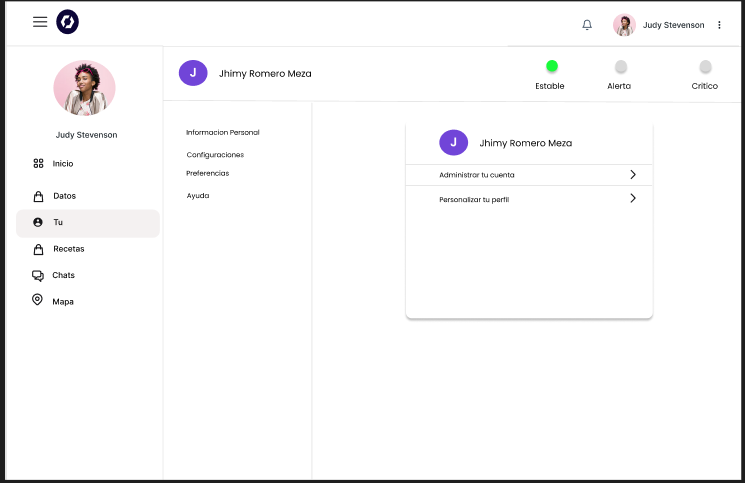 Judy Stevenson
J
Jhimy Romero Meza
Estable
Alerta
Critico
Judy Stevenson
Inicio
Datos
Tu
Recetas
Chats
Mapa
Informacion Personal
Configuraciones
Preferencias
Ayuda
J
Jhimy Romero Meza
Administrar tu cuenta
Personalizar tu perfil